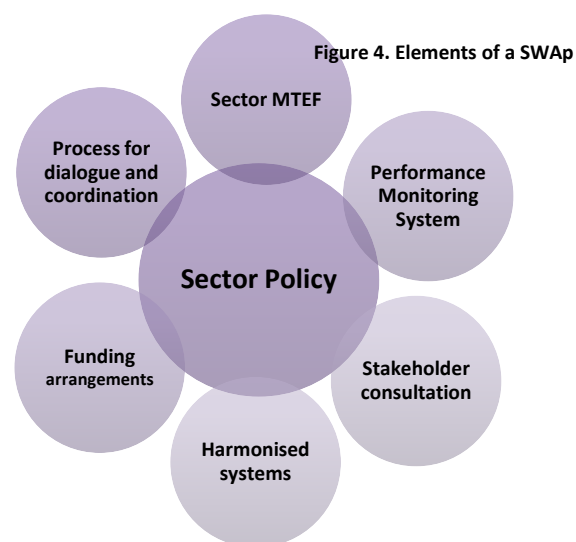 Figure 4. Elements of a SWAp
Sector MTEF
Process for
dialogue and
coordination
Performance
Monitoring
System
Sector Policy
Funding
arrangements
Stakeholder
consultation
Harmonised
systems